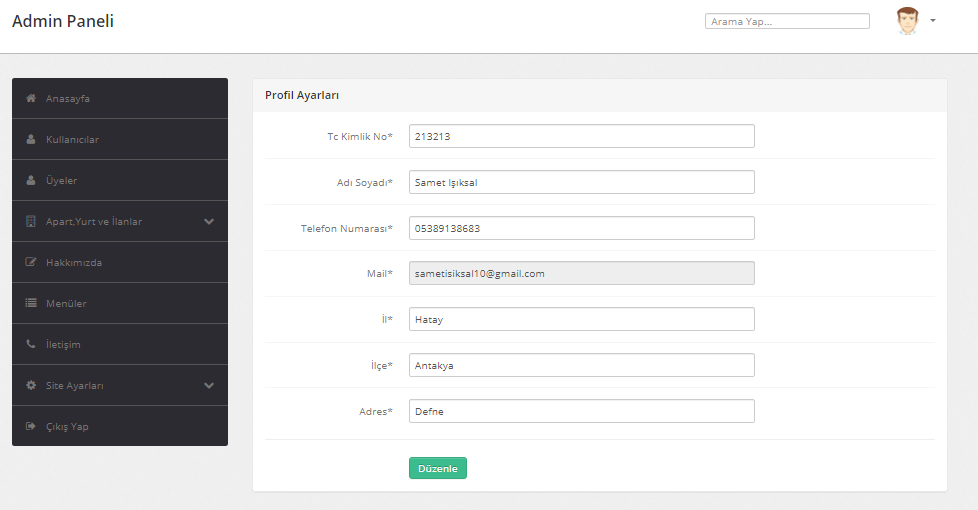 Admin Paneli
Arama Yap...
Anasayfa
Kullanıcılar
Üyeler
Apart,Yurt ve İlanlar
Hakkımızda
Menüler
İletişim
Site Ayarları
Çıkış Yap
Profil Ayarları
Tc Kimlik No* 213213
Adı Soyadı* Samet Işıksal
Telefon Numarası* 05389138683
Mail* sametisiksal10@gmail.com
İl* Hatay
İlçe* Antakya
Adres* Defne
Düzenle